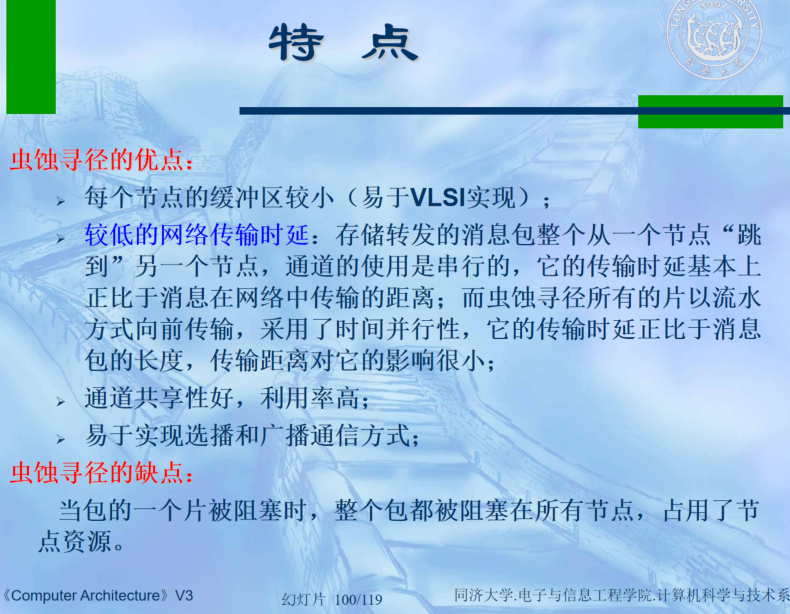 特 点
1907
虫蚀寻径的优点：
➢ 每个节点的缓冲区较小（易于VLSI实现）；
➢ 较低的网络传输时延：存储转发的消息包整个从一个节点“跳
到”另一个节点，通道的使用是串行的，它的传输时延基本上
正比于消息在网络中传输的距离；而虫蚀寻径所有的片以流水
方式向前传输，采用了时间并行性，它的传输时延正比于消息
包的长度，传输距离对它的影响很小；
➢ 通道共享性好，利用率高；
➢ 易于实现选播和广播通信方式；
虫蚀寻径的缺点：
当包的一个片被阻塞时，整个包都被阻塞在所有节点，占用了节
点资源。
《Computer Architecture》V3
幻灯片 100/119
同济大学.电子与信息工程学院.计算机科学与技术系